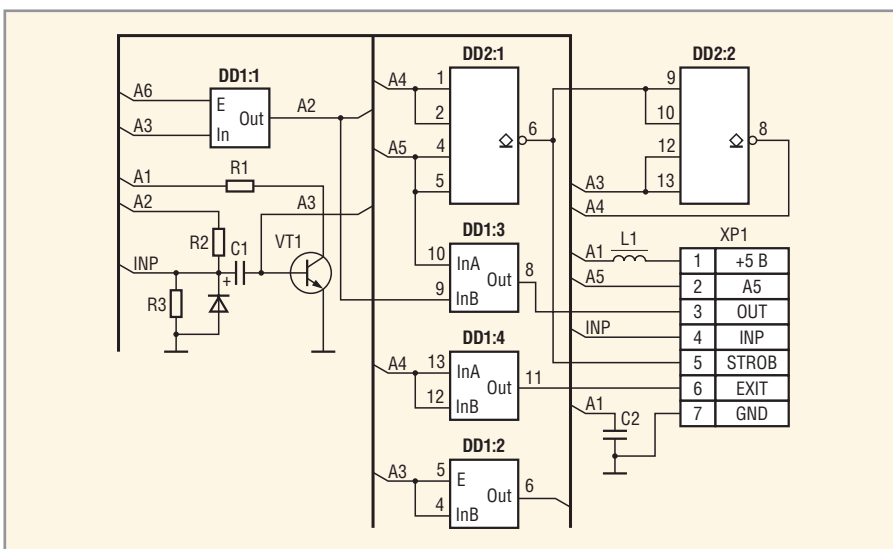 DD2:1
DD2:2
DD1:1
A6
E
In
Out
A2
A3
A4
1
2
A5
4
5
6
9
10
12
13
8
A3
A4
A1
R1
A2
R2
C1
+
A3
VT1
INP
R3
DD1:3
10
InA
9
InB
Out
8
A1
L1
XP1
1
+5 В
A5
2
A5
3
OUT
INP
4
INP
5
STROB
6
EXIT
7
GND
DD1:4
A4
13
InA
12
InB
Out
11
A1
C2
DD1:2
A3
5
E
4
InB
Out
6